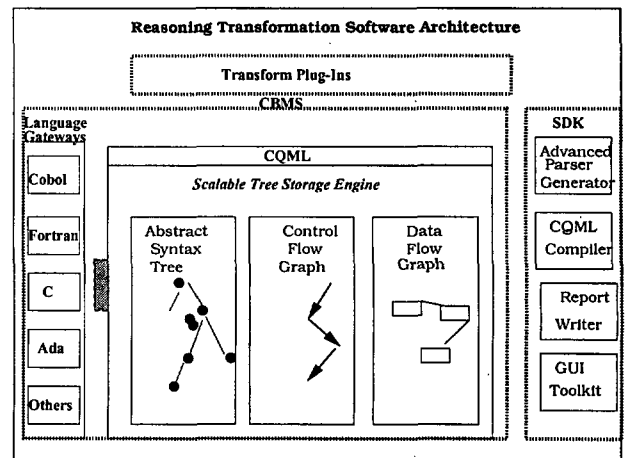 Reasoning Transformation Software Architecture
Transform Plug-Ins
CBMS
Language
Gateways
Cobol
Fortran
C
Ada
Others
CQML
Scalable Tree Storage Engine
Abstract
Syntax
Tree
Control
Flow
Graph
Data
Flow
Graph
SDK
Advanced
Parser
Generator
CQML
Compiler
Report
Writer
GUI
Toolkit